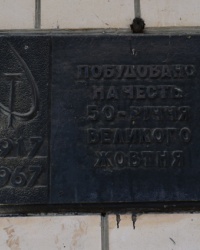 ПОБУДОВАНО
НА ЧЕСТЬ
50-РІЧЧЯ
ВЕЛИКОГО
ЖОВТНЯ
1917
1967